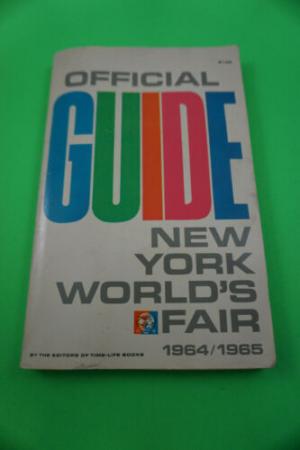 OFFICIAL
GUIDE
NEW
YORK
WORLD'S
FAIR
1964/1965
BY THE EDITORS OF TIME-LIFE BOOKS